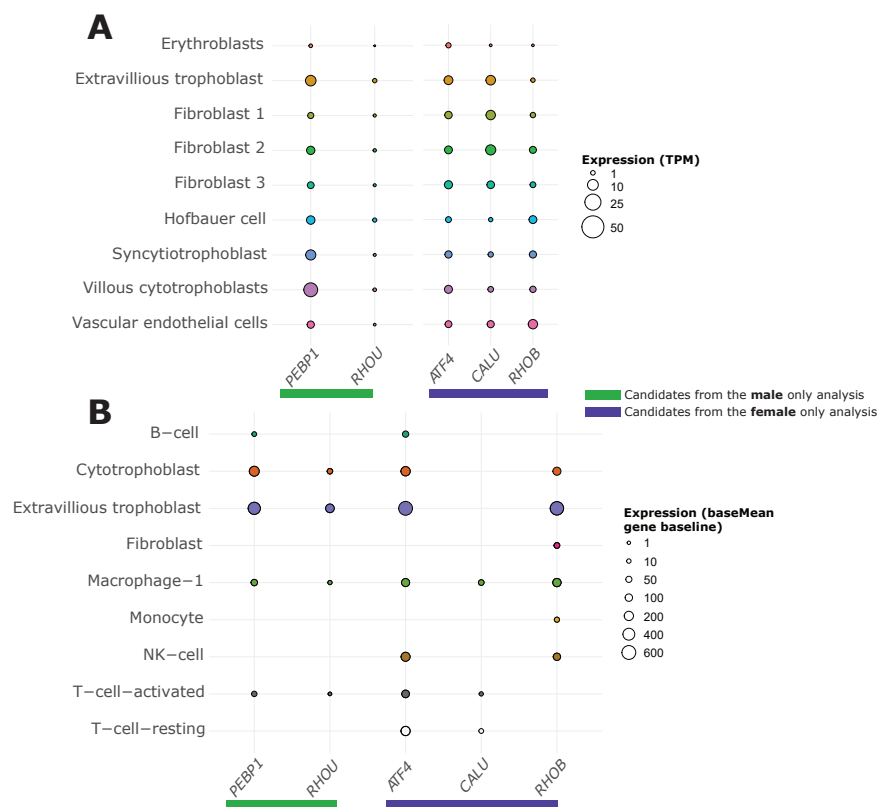 A
Erythroblasts
Extravillious trophoblast
Fibroblast 1
Fibroblast 2
Fibroblast 3
Hofbauer cell
Syncytiotrophoblast
Villous cytotrophoblasts
Vascular endothelial cells
PEBP1
RHOU
ATF4
CALU
RHOB
Expression (TPM)
1
10
25
50
Candidates from the male only analysis
Candidates from the female only analysis
B
B−cell
Cytotrophoblast
Extravillious trophoblast
Fibroblast
Macrophage−1
Monocyte
NK−cell
T−cell−activated
T−cell−resting
PEBP1
RHOU
ATF4
CALU
RHOB
Expression (baseMean
gene baseline)
1
10
50
100
200
400
600